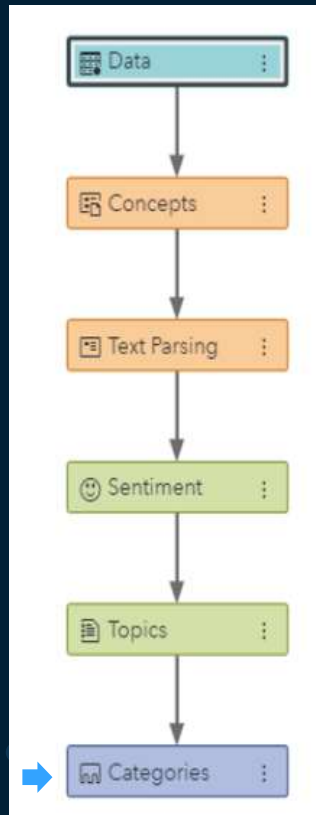 Data
Concepts
Text Parsing
Sentiment
Topics
Categories